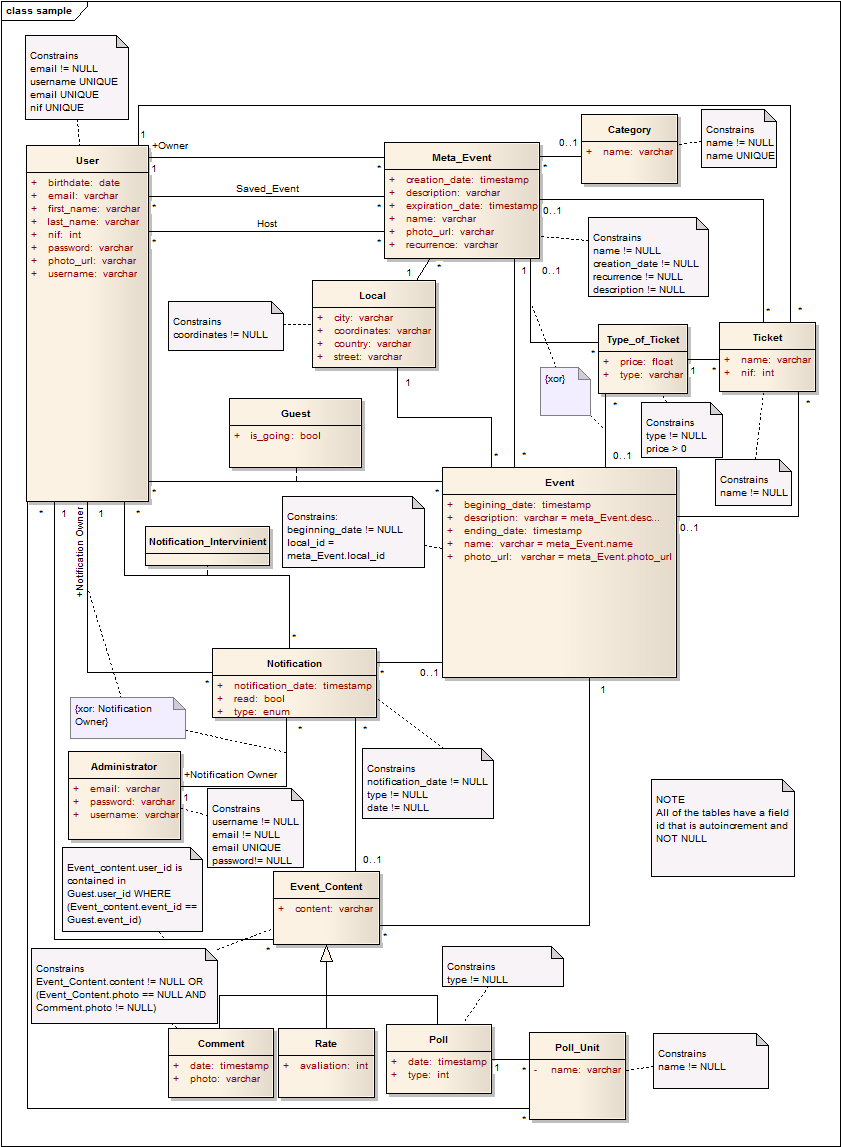 class sample
Constrains
email != NULL
username UNIQUE
email UNIQUE
nif UNIQUE
1
+Owner
User
+ birthdate: date
+ email: varchar
+ first_name: varchar
+ last_name: varchar
+ nif: int
+ password: varchar
+ photo_url: varchar
+ username: varchar
1
*
Saved_Event
*
*
Host
*
*
Meta_Event
+ creation_date: timestamp
+ description: varchar
+ expiration_date: timestamp
+ name: varchar
+ photo_url: varchar
+ recurrence: varchar
0..1
*
Category
+ name: varchar
Constrains
name != NULL
name UNIQUE
0..1
Constrains
name != NULL
creation_date != NULL
recurrence != NULL
description != NULL
1
*
1
0..1
Local
+ city: varchar
+ coordinates: varchar
+ country: varchar
+ street: varchar
Constrains
coordinates != NULL
1
*
*
Type_of_Ticket
+ price: float
+ type: varchar
*
1
*
Ticket
+ name: varchar
+ nif: int
{xor}
*
*
Constrains
type != NULL
price > 0
Constrains
name != NULL
Guest
+ is_going: bool
*
*
*
*
0..1
0..1
Event
+ begining_date: timestamp
+ description: varchar = meta_Event.desc...
+ ending_date: timestamp
+ name: varchar = meta_Event.name
+ photo_url: varchar = meta_Event.photo_url
Constrains:
beginning_date != NULL
local_id =
meta_Event.local_id
*
1
1
*
+Notification Owner
Notification_Intervinient
*
Notification
+ notification_date: timestamp
+ read: bool
+ type: enum
*
*
0..1
1
*
*
{xor: Notification
Owner}
Administrator
+ email: varchar
+ password: varchar
+ username: varchar
+Notification Owner
1
Constrains
username != NULL
email != NULL
email UNIQUE
password!= NULL
Constrains
notification_date != NULL
type != NULL
date != NULL
NOTE
All of the tables have a field
id that is autoincrement and
NOT NULL
Event_content.user_id is
contained in
Guest.user_id WHERE
(Event_content.event_id ==
Guest.event_id)
0..1
Event_Content
+ content: varchar
*
*
Constrains
Event_Content.content != NULL OR
(Event_Content.photo == NULL AND
Comment.photo != NULL)
Constrains
type != NULL
Comment
+ date: timestamp
+ photo: varchar
Rate
+ avaliation: int
Poll
+ date: timestamp
+ type: int
1
*
Poll_Unit
- name: varchar
*
Constrains
name != NULL